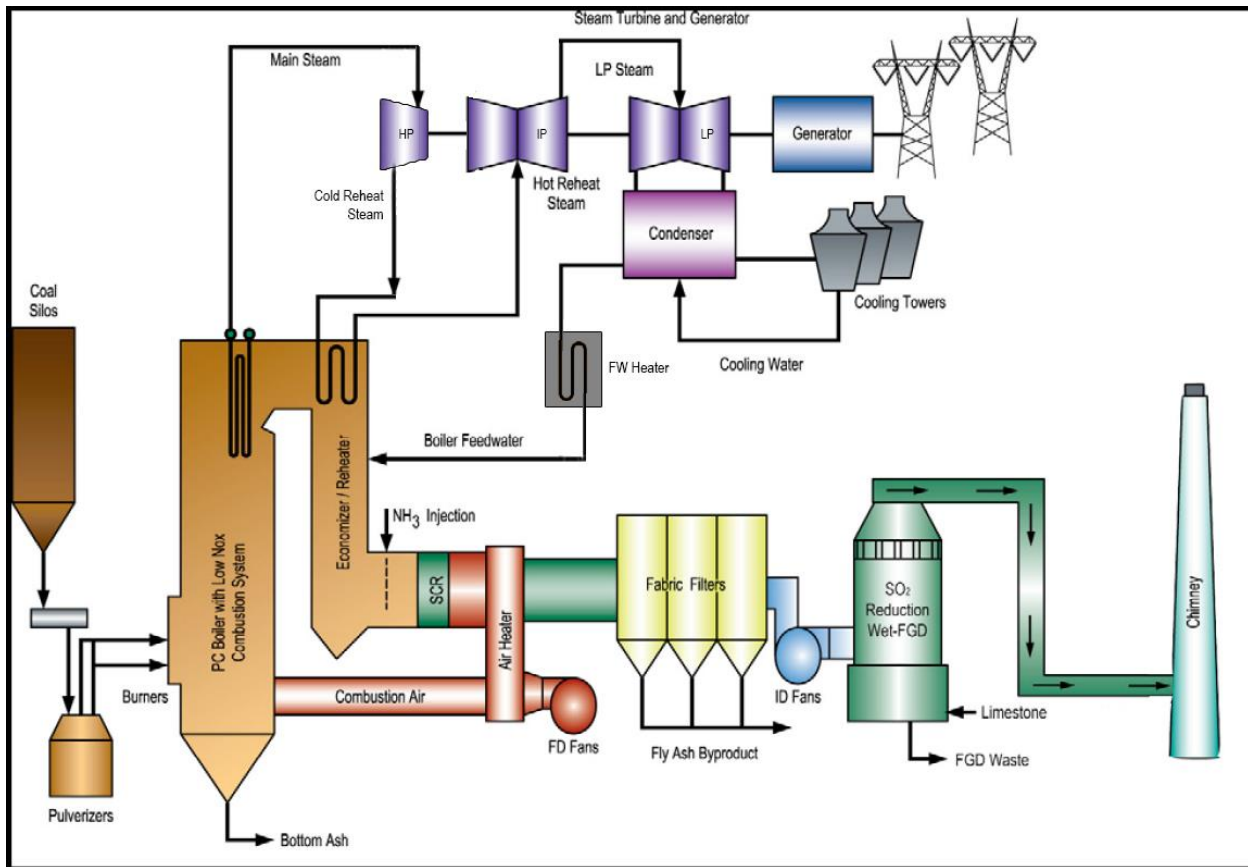 Steam Turbine and Generator
Main Steam
LP Steam
HP
IP
LP
Generator
Cold Reheat
Steam
Hot Reheat
Steam
Condenser
Coal
Silos
Cooling Towers
FW Heater
Cooling Water
Boiler Feedwater
NH3 Injection
PC Boiler with Low Nox
Combustion System
Economizer / Reheater
SCR
Air Heater
Fabric Filters
SO2
Reduction
Wet-FGD
Chimney
Burners
Combustion Air
ID Fans
Limestone
FD Fans
Fly Ash Byproduct
FGD Waste
Pulverizers
Bottom Ash